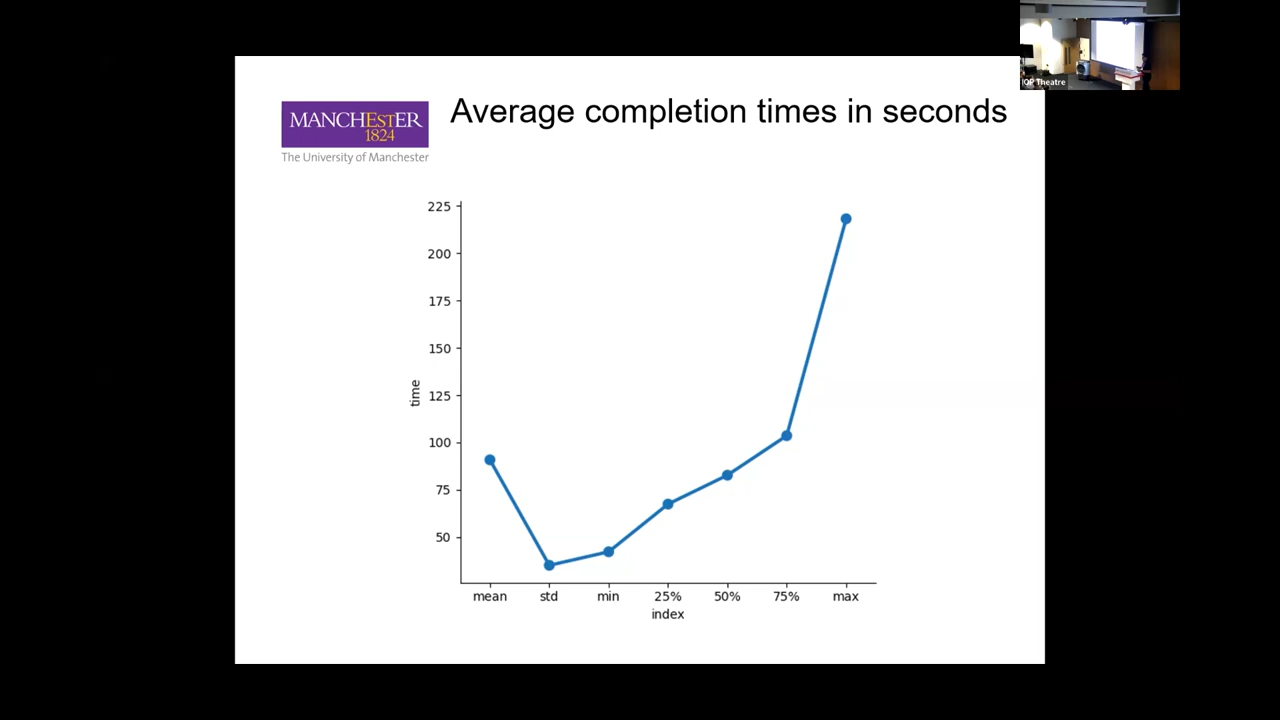 IOP Theatre
MANCHESTER
1824
The University of Manchester
Average completion times in seconds
225
200
175
150
125
100
75
50
time
mean std min 25% 50% 75% max
index